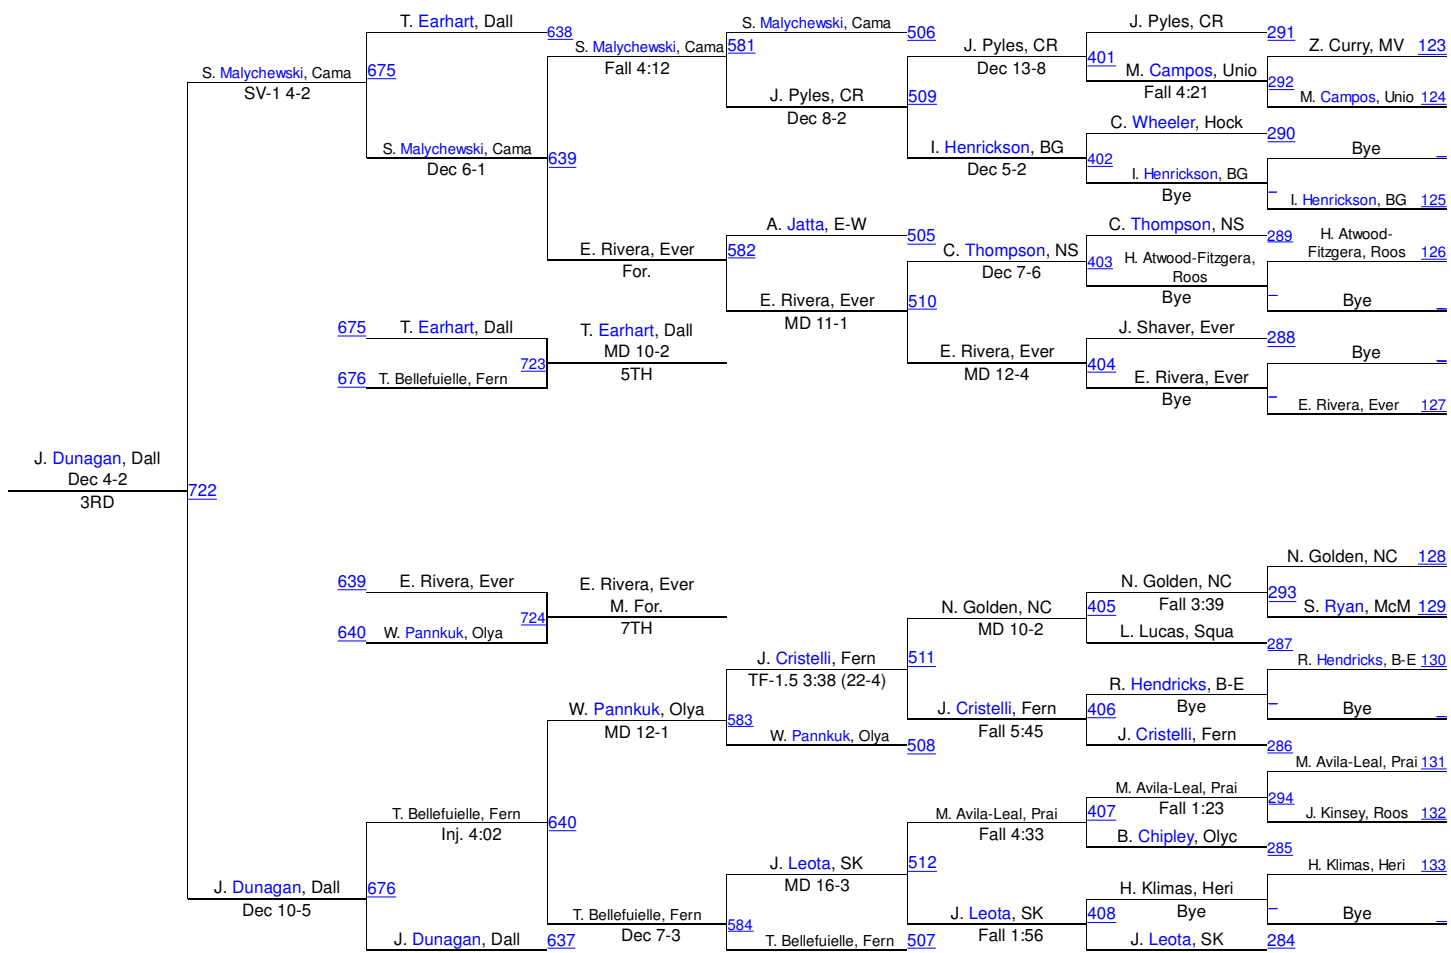 T. Earhart, Dall
638
S. Malychewski, Cama
SV-1 4-2
675
S. Malychewski, Cama
Dec 6-1
639
S. Malychewski, Cama
Fall 4:12
581
S. Malychewski, Cama
506
J. Pyles, CR
Dec 8-2
509
J. Pyles, CR
Dec 13-8
401
J. Pyles, CR
291
M. Campos, Unio
Fall 4:21
292
Z. Curry, MV 123
M. Campos, Unio 124
I. Henrickson, BG
Dec 5-2
402
C. Wheeler, Hock
290
I. Henrickson, BG
Bye
Bye
I. Henrickson, BG 125
E. Rivera, Ever
For.
582
A. Jatta, E-W
505
E. Rivera, Ever
MD 11-1
510
C. Thompson, NS
Dec 7-6
403
C. Thompson, NS
289
H. Atwood-Fitzgera,
Roos
Bye
H. Atwood-
Fitzgera, Roos 126
Bye
E. Rivera, Ever
MD 12-4
404
J. Shaver, Ever
288
E. Rivera, Ever
Bye
Bye
E. Rivera, Ever 127
675 T. Earhart, Dall
676 T. Bellefuielle, Fern
723
T. Earhart, Dall
MD 10-2
5TH
J. Dunagan, Dall
Dec 4-2
3RD
722
639 E. Rivera, Ever
640 W. Pannkuk, Olya
724
E. Rivera, Ever
M. For.
7TH
N. Golden, NC 128
S. Ryan, McM 129
N. Golden, NC
Fall 3:39
293
L. Lucas, Squa
287
N. Golden, NC
MD 10-2
405
J. Cristelli, Fern
TF-1.5 3:38 (22-4)
511
R. Hendricks, B-E 130
Bye
R. Hendricks, B-E
Bye
J. Cristelli, Fern
286
J. Cristelli, Fern
Fall 5:45
406
W. Pannkuk, Olya
MD 12-1
583
W. Pannkuk, Olya 508
M. Avila-Leal, Prai 131
J. Kinsey, Roos 132
M. Avila-Leal, Prai
Fall 1:23
294
B. Chipley, Olyc
285
M. Avila-Leal, Prai
Fall 4:33
407
T. Bellefuielle, Fern
Inj. 4:02
640
J. Leota, SK
MD 16-3
512
H. Klimas, Heri 133
Bye
H. Klimas, Heri
Bye
J. Leota, SK
284
J. Leota, SK
Fall 1:56
408
J. Dunagan, Dall
Dec 10-5
676
T. Bellefuielle, Fern
Dec 7-3
584
T. Bellefuielle, Fern 507
J. Dunagan, Dall 637